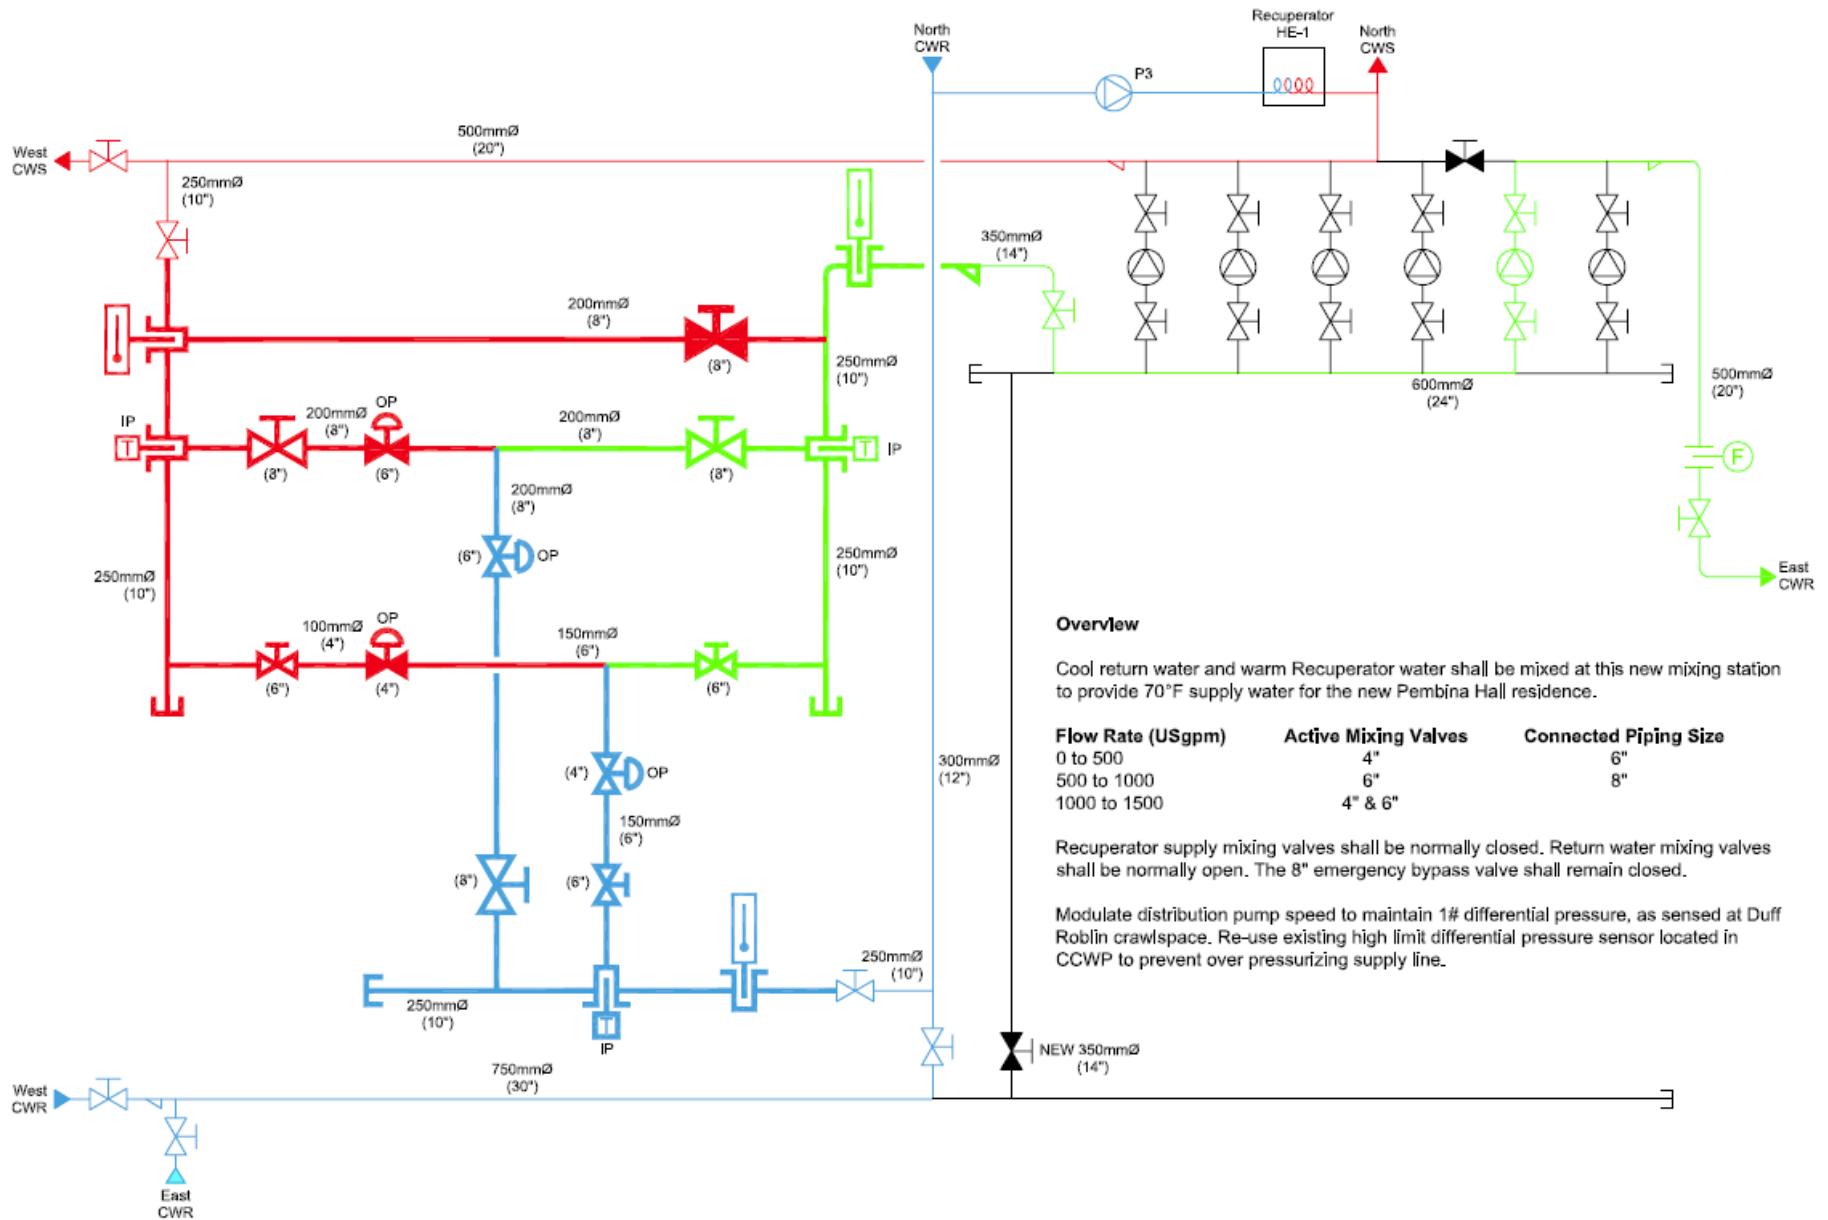 Recuperator
HE-1
North
CWR
North
CWS
P3
West
CWS
500mmØ
(20")
250mmØ
(10")
350mmØ
(14")
200mmØ
(8")
(8")
250mmØ
(10")
600mmØ
(24")
500mmØ
(20")
IP
200mmØ
(8")
OP
200mmØ
(8")
IP
(8")
(6")
(8")
F
T
T
200mmØ
(8")
(6")
OP
250mmØ
(10")
250mmØ
(10")
East
CWR
100mmØ
(4")
OP
150mmØ
(6")
(6")
(4")
(6")
Overview
Cool return water and warm Recuperator water shall be mixed at this new mixing station
to provide 70°F supply water for the new Pembina Hall residence.
Flow Rate (USgpm) Active Mixing Valves Connected Piping Size
0 to 500 4" 6"
500 to 1000 6" 8"
1000 to 1500 4" & 6"
Recuperator supply mixing valves shall be normally closed. Return water mixing valves
shall be normally open. The 8" emergency bypass valve shall remain closed.
Modulate distribution pump speed to maintain 1# differential pressure, as sensed at Duff
Roblin crawlspace. Re-use existing high limit differential pressure sensor located in
CCWP to prevent over pressurizing supply line.
300mmØ
(12")
(4")
OP
150mmØ
(6")
(8")
(6")
250mmØ
(10")
250mmØ
(10")
T
IP
NEW 350mmØ
(14")
750mmØ
(30")
West
CWR
East
CWR